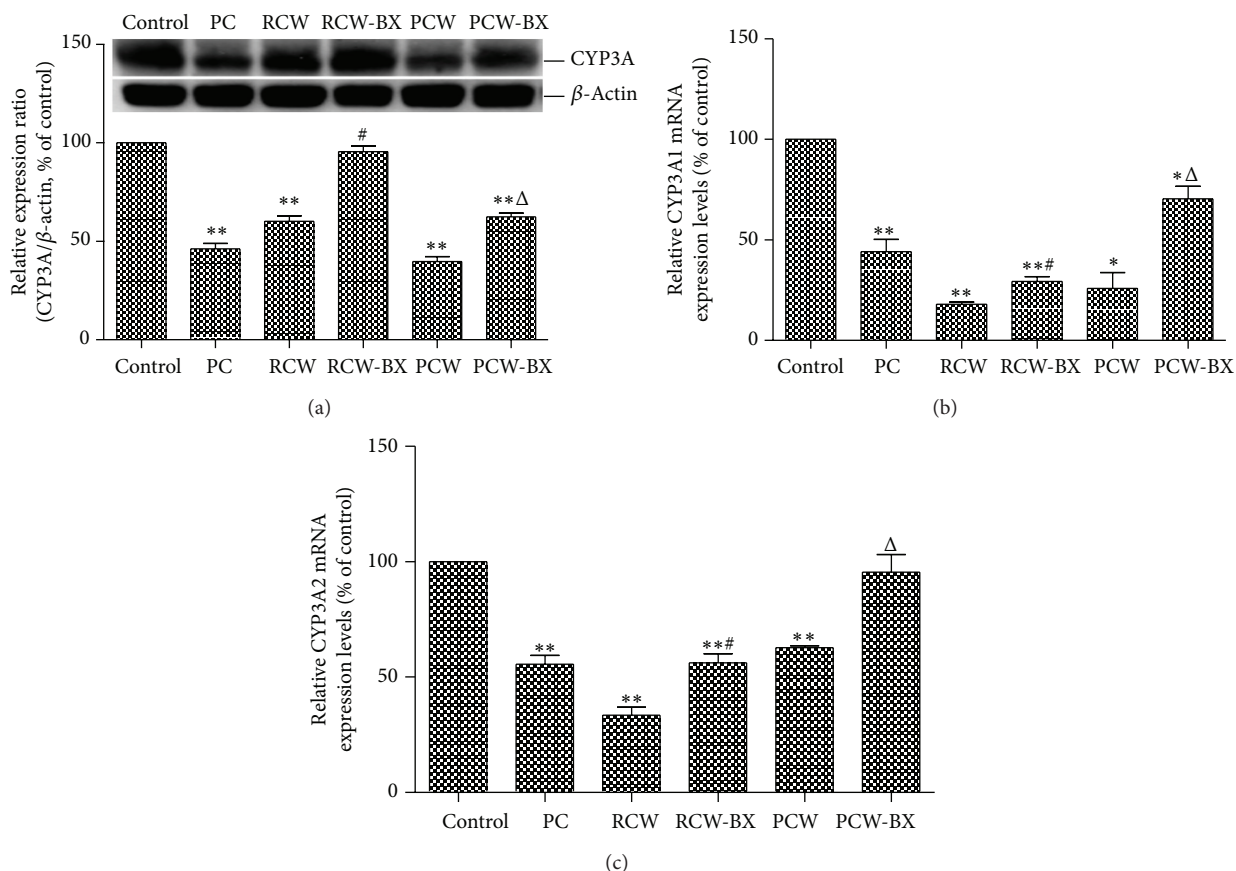 Control PC RCW RCW-BX PCW PCW-BX
CYP3A
β-Actin
Relative expression ratio
(CYP3A/β-actin, % of control)
150
100
50
0
**
**
#
**
**Δ
Control PC RCW RCW-BX PCW PCW-BX
(a)
Relative CYP3A1 mRNA
expression levels (% of control)
150
100
50
0
**
**
**#
*
*Δ
Control PC RCW RCW-BX PCW PCW-BX
(b)
Relative CYP3A2 mRNA
expression levels (% of control)
150
100
50
0
**
**
**#
**
Δ
Control PC RCW RCW-BX PCW PCW-BX
(c)